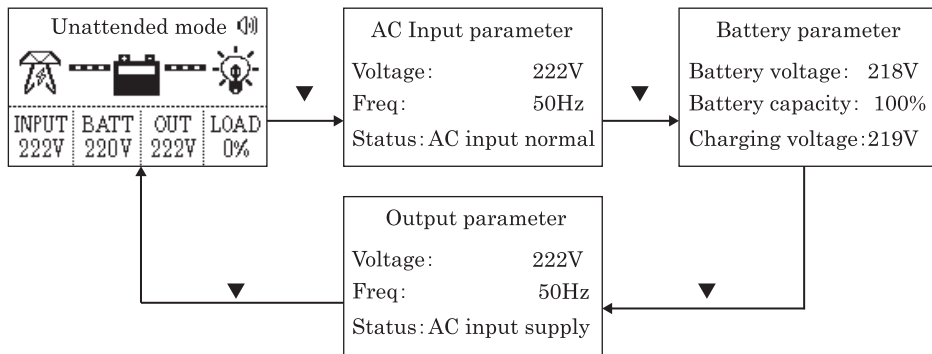 Unattended mode
INPUT BATT OUT LOAD
222V 220V 222V 0%
AC Input parameter
Voltage: 222V
Freq: 50Hz
Status: AC input normal
Battery parameter
Battery voltage: 218V
Battery capacity: 100%
Charging voltage:219V
Output parameter
Voltage: 222V
Freq: 50Hz
Status: AC input supply